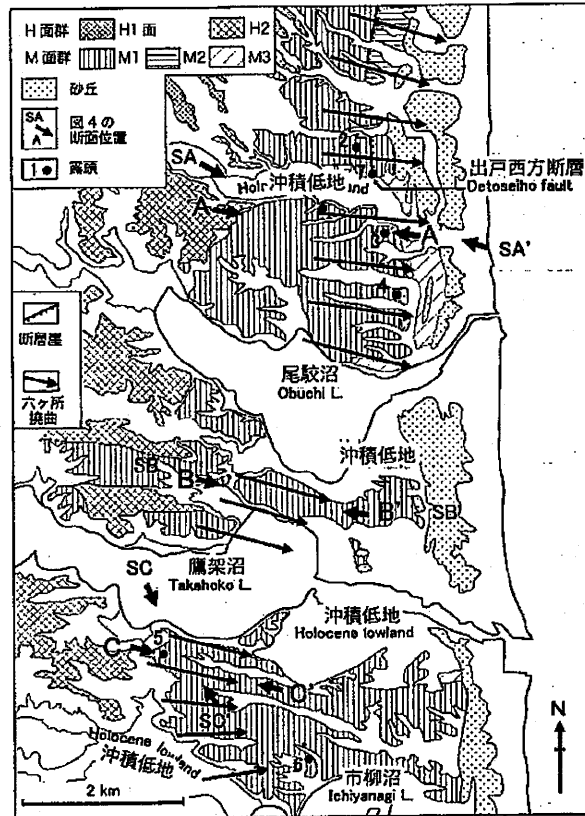 H面群 H1面 H2
M面群 M1 M2 M3
砂丘
SA
A
図4の
断面位置
1 露頭
SA
沖積低地
出戸西方断層
Detoseiho fault
A
A'
SA'
2
4
断層崖
六ヶ所
撓曲
尾駮沼
Obuchi L.
沖積低地
SB
B
B'
SB'
鷹架沼
Takahoko L.
SC
沖積低地
Holocene lowland
5
C
C'
SC'
Holocene lowland
沖積低地
6
市柳沼
Ichiyanagi L.
N
2 km